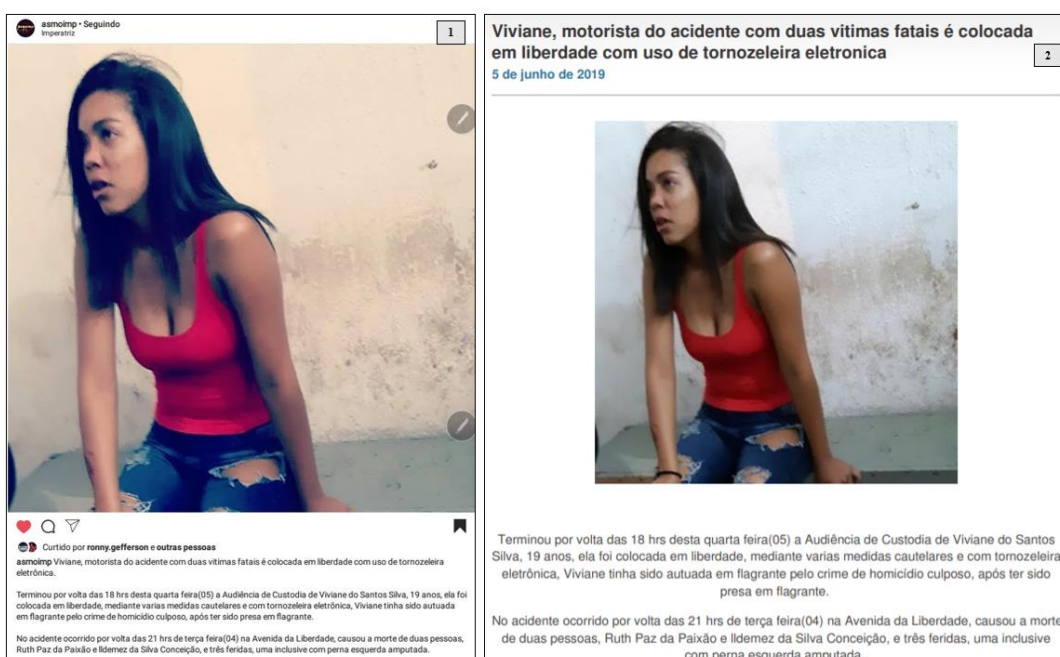 asmoimp • Seguindo
Imperatriz
1
Curtido por ronny.gefferson e outras pessoas
asmoimp Viviane, motorista do acidente com duas vitimas fatais é colocada em liberdade com uso de tornozeleira
eletrônica.
Terminou por volta das 18 hrs desta quarta feira(05) a Audiência de Custodia de Viviane do Santos Silva, 19 anos, ela foi
colocada em liberdade, mediante varias medidas cautelares e com tornozeleira eletrônica, Viviane tinha sido autuada
em flagrante pelo crime de homicídio culposo, após ter sido presa em flagrante.
No acidente ocorrido por volta das 21 hrs de terça feira(04) na Avenida da Liberdade, causou a morte de duas pessoas,
Ruth Paz da Paixão e Ildemez da Silva Conceição, e três feridas, uma inclusive com perna esquerda amputada.
Viviane, motorista do acidente com duas vitimas fatais é colocada
em liberdade com uso de tornozeleira eletronica
2
5 de junho de 2019
Terminou por volta das 18 hrs desta quarta feira(05) a Audiência de Custodia de Viviane do Santos
Silva, 19 anos, ela foi colocada em liberdade, mediante varias medidas cautelares e com tornozeleira
eletrônica, Viviane tinha sido autuada em flagrante pelo crime de homicídio culposo, após ter sido
presa em flagrante.
No acidente ocorrido por volta das 21 hrs de terça feira(04) na Avenida da Liberdade, causou a morte
de duas pessoas, Ruth Paz da Paixão e Ildemez da Silva Conceição, e três feridas, uma inclusive
com perna esquerda amputada